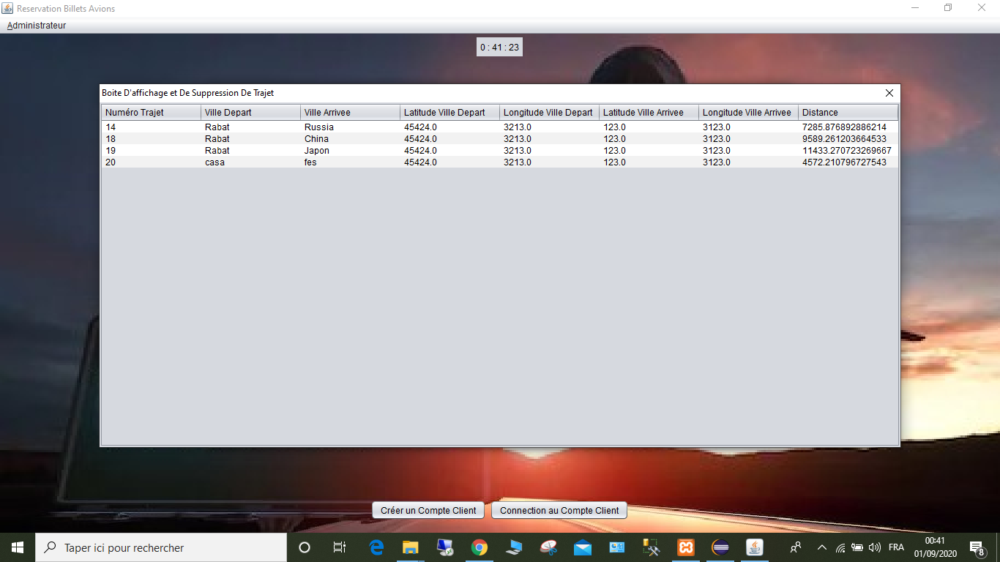 Reservation Billets Avions
Administrateur
0 : 41 : 23
Boite D'affichage et De Suppression De Trajet
Numéro Trajet Ville Depart Ville Arrivee Latitude Ville Depart Longitude Ville Depart Latitude Ville Arrivee Longitude Ville Arrivee Distance
14 Rabat Russia 45424.0 3213.0 123.0 3123.0 7285.876892886214
18 Rabat China 45424.0 3213.0 123.0 3123.0 9589.261203664533
19 Rabat Japon 45424.0 3213.0 123.0 3123.0 11433.270723269667
20 casa fes 45424.0 3213.0 123.0 3123.0 4572.210796727543
Créer un Compte Client Connection au Compte Client
Taper ici pour rechercher
FRA
00:41
01/09/2020
8